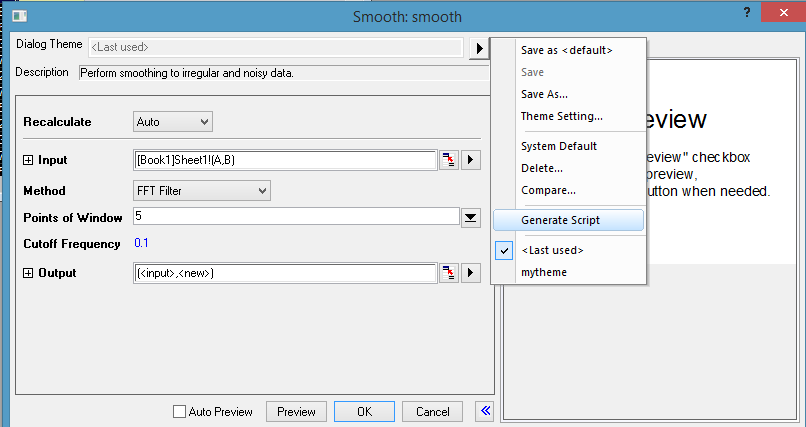 Smooth: smooth
?
Dialog Theme <Last used>
Description Perform smoothing to irregular and noisy data.
Recalculate Auto
Input [Book1]Sheet1!(A,B)
Method FFT Filter
Points of Window 5
Cutoff Frequency 0.1
Output (<input>,<new>)
Auto Preview Preview OK Cancel
Save as <default>
Save
Save As...
Theme Setting...
System Default
Delete...
Compare...
Generate Script
<Last used>
mytheme
eview
eview" checkbox
preview,
utton when needed.